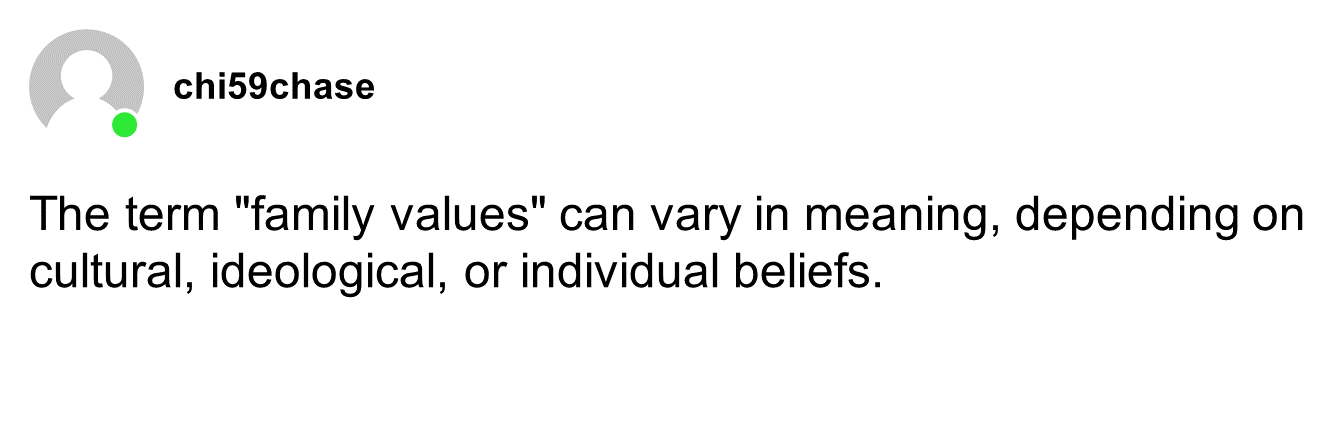 chi59chase
The term "family values" can vary in meaning, depending on
cultural, ideological, or individual beliefs.